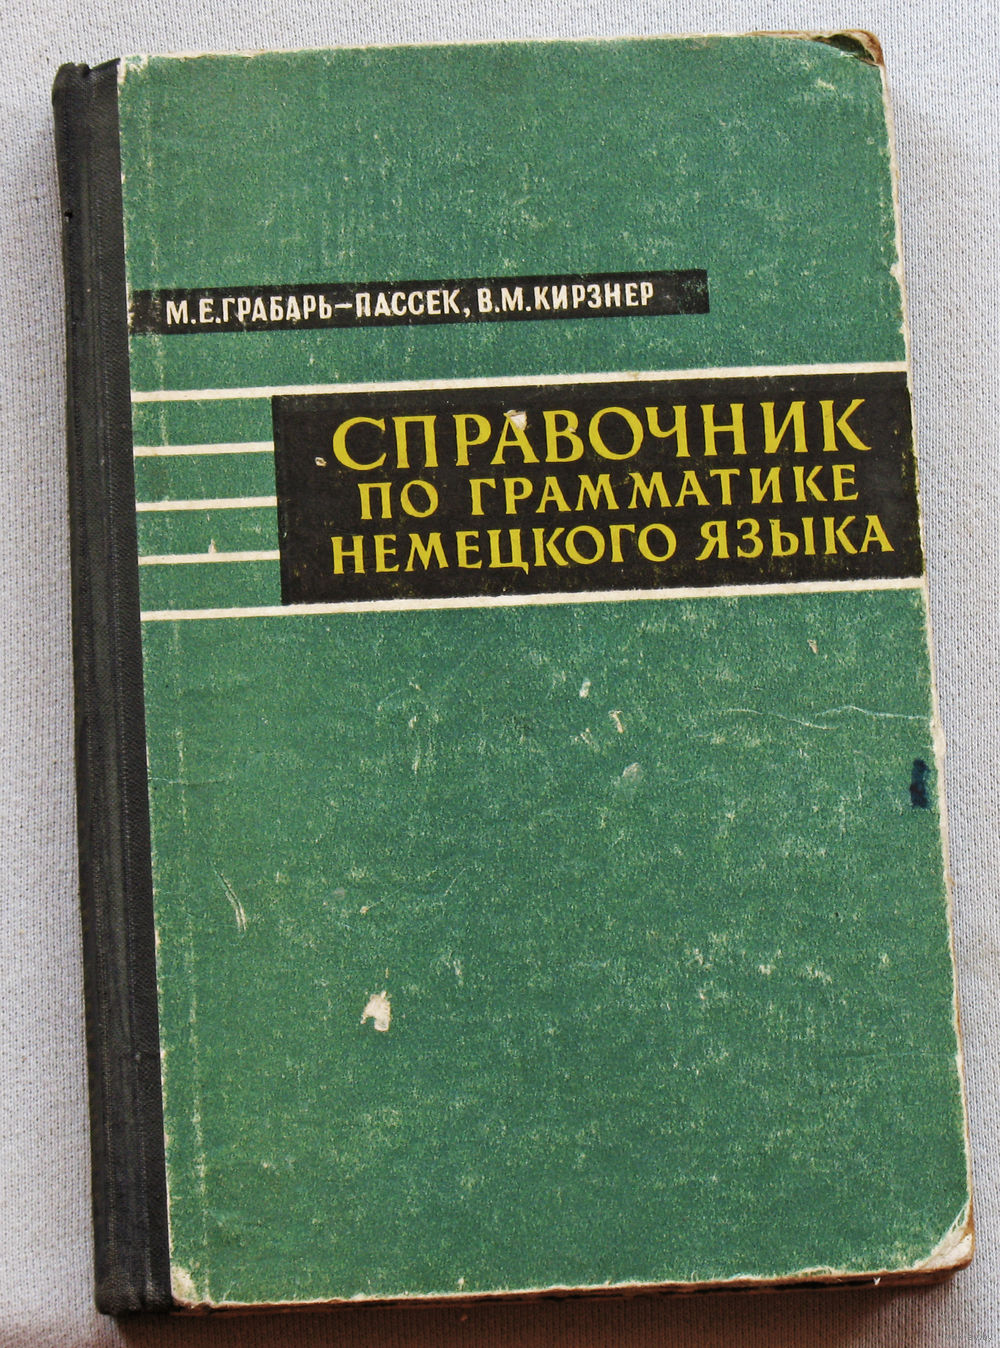 М.Е.ГРАБАРЬ–ПАССЕК, В.М.КИРЗНЕР
СПРАВОЧНИК
ПО ГРАММАТИКЕ
НЕМЕЦКОГО ЯЗЫКА